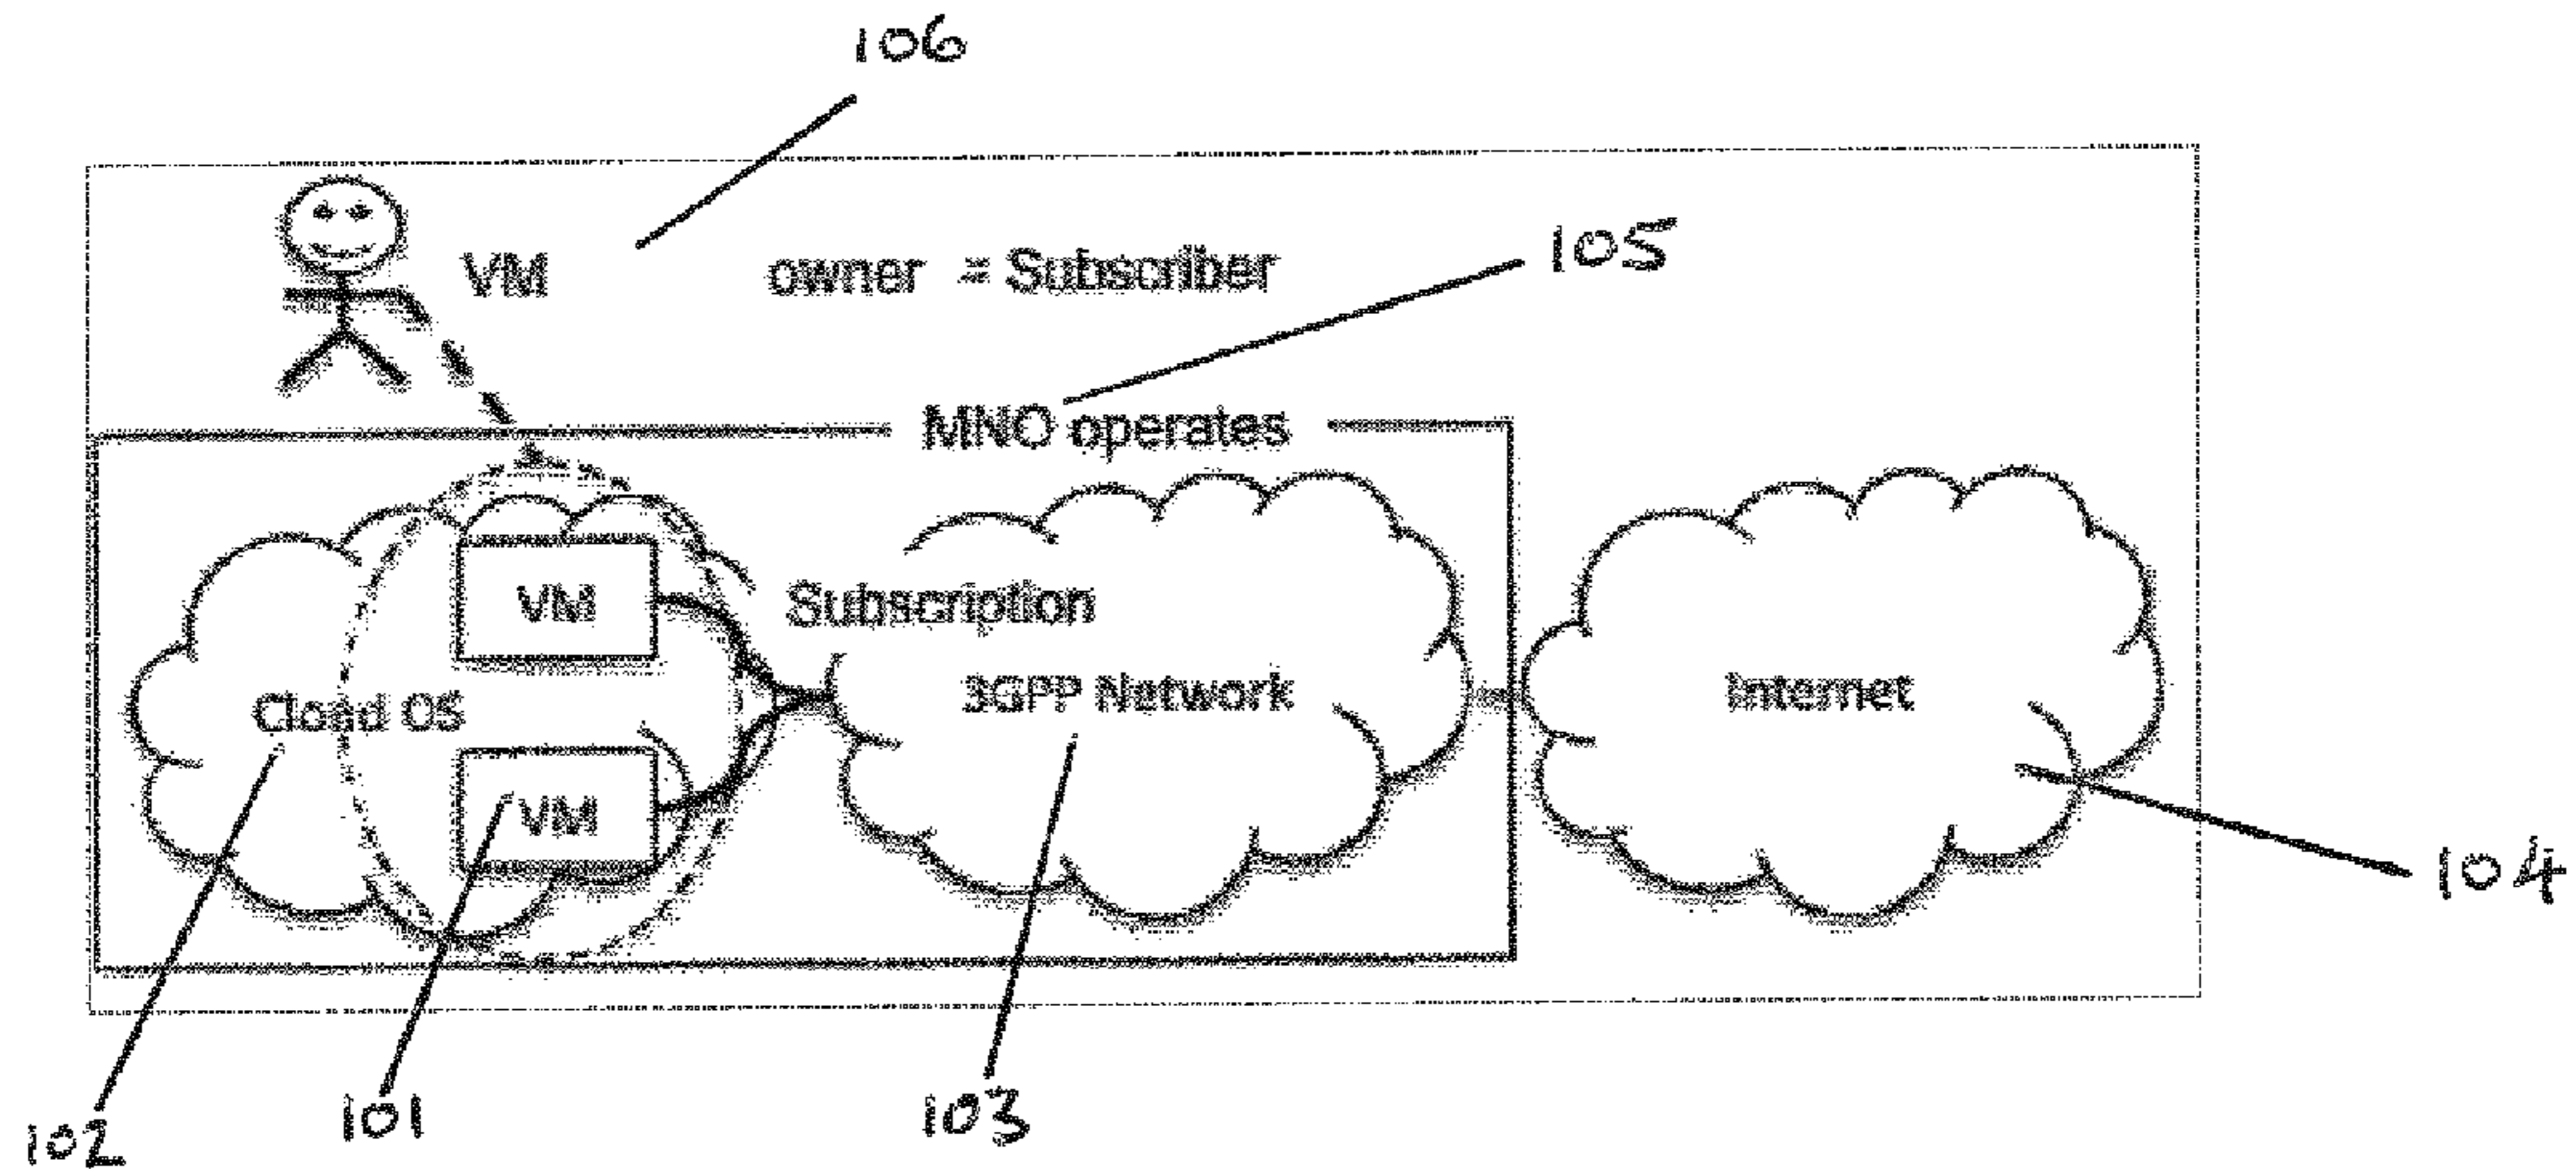 106
VM owner = Subscriber
105
MNO operates
VM
Subscription
Cloud OS
3GPP Network
Internet
VM
104
102
101
103